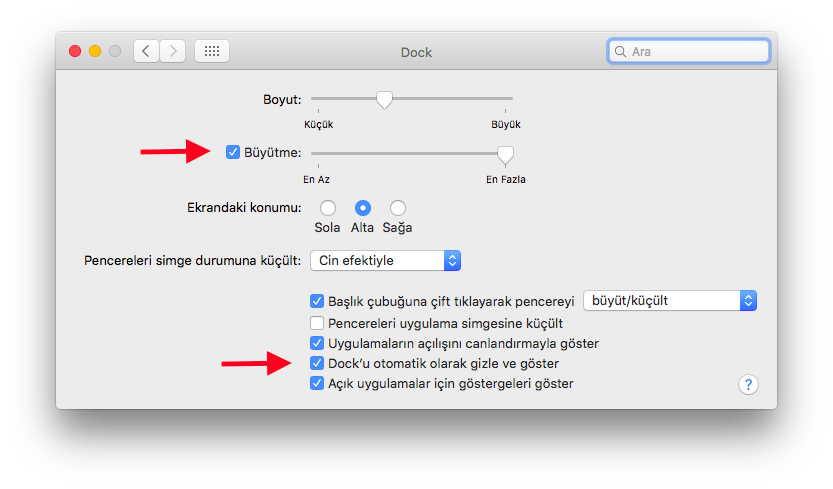 Dock
Ara
Boyut:
Küçük Büyük
Büyütme:
En Az En Fazla
Ekrandaki konumu:
Sola Alta Sağa
Pencereleri simge durumuna küçült: Cin efektiyle
Başlık çubuğuna çift tıklayarak pencereyi büyüt/küçült
Pencereleri uygulama simgesine küçült
Uygulamaların açılışını canlandırmayla göster
Dock'u otomatik olarak gizle ve göster
Açık uygulamalar için göstergeleri göster
?